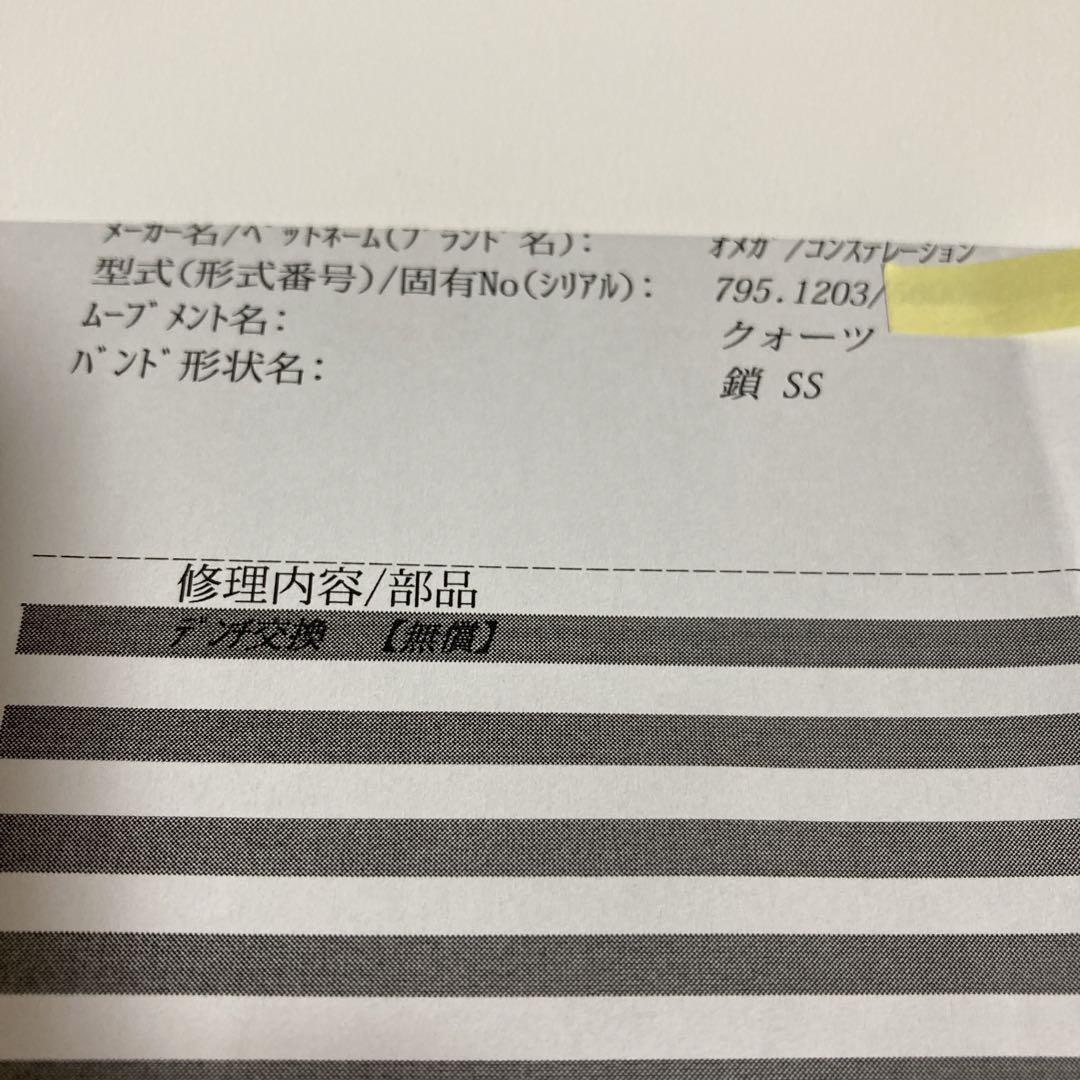 ﾒｰｶｰ名/ﾍﾟｯﾄﾈｰﾑ(ﾌﾞﾗﾝﾄﾞ名): ｵﾒｶﾞ/ｺﾝｽﾃﾚｰｼｮﾝ
型式(形式番号)/固有No(ｼﾘｱﾙ): 795.1203/
ﾑｰﾌﾞﾒﾝﾄ名: クォーツ
ﾊﾞﾝﾄﾞ形状名: 鎖 SS
修理内容/部品
ﾃﾞﾝﾁ交換 【無償】